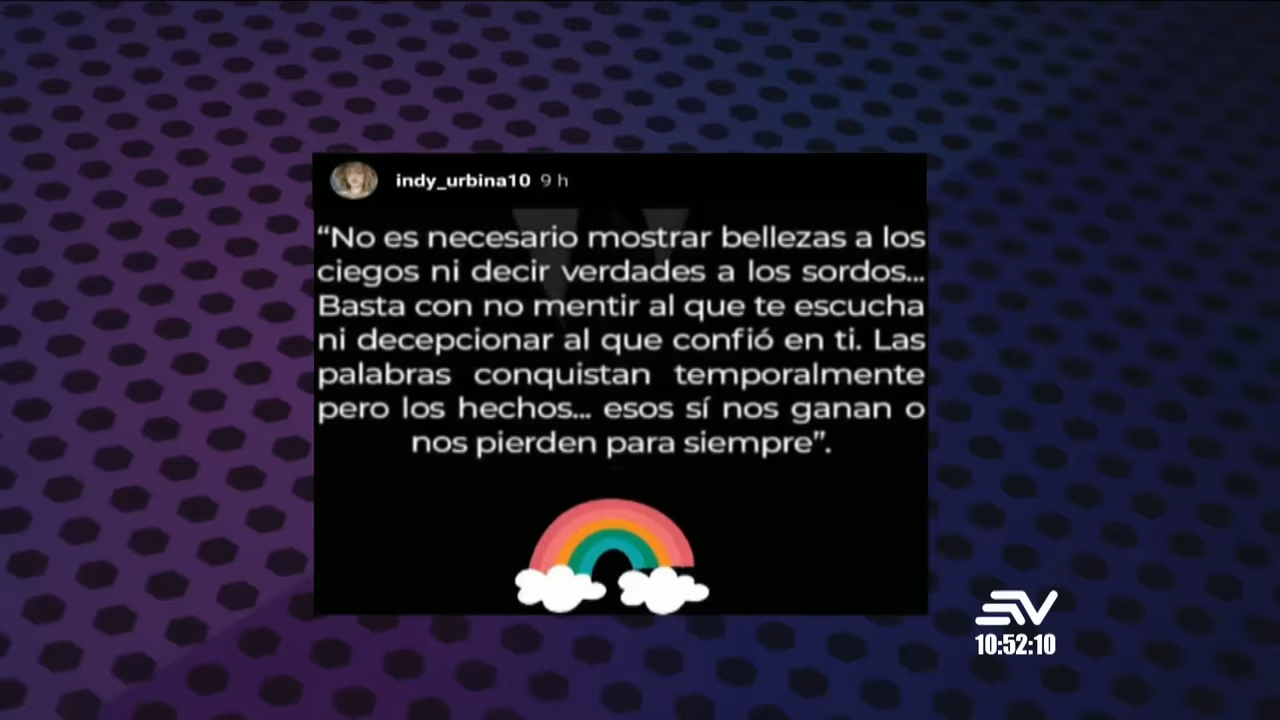 indy_urbina10 9 h
“No es necesario mostrar bellezas a los
ciegos ni decir verdades a los sordos...
Basta con no mentir al que te escucha
ni decepcionar al que confió en ti. Las
palabras conquistan temporalmente
pero los hechos... esos sí nos ganan o
nos pierden para siempre”.
EV
10:52:10